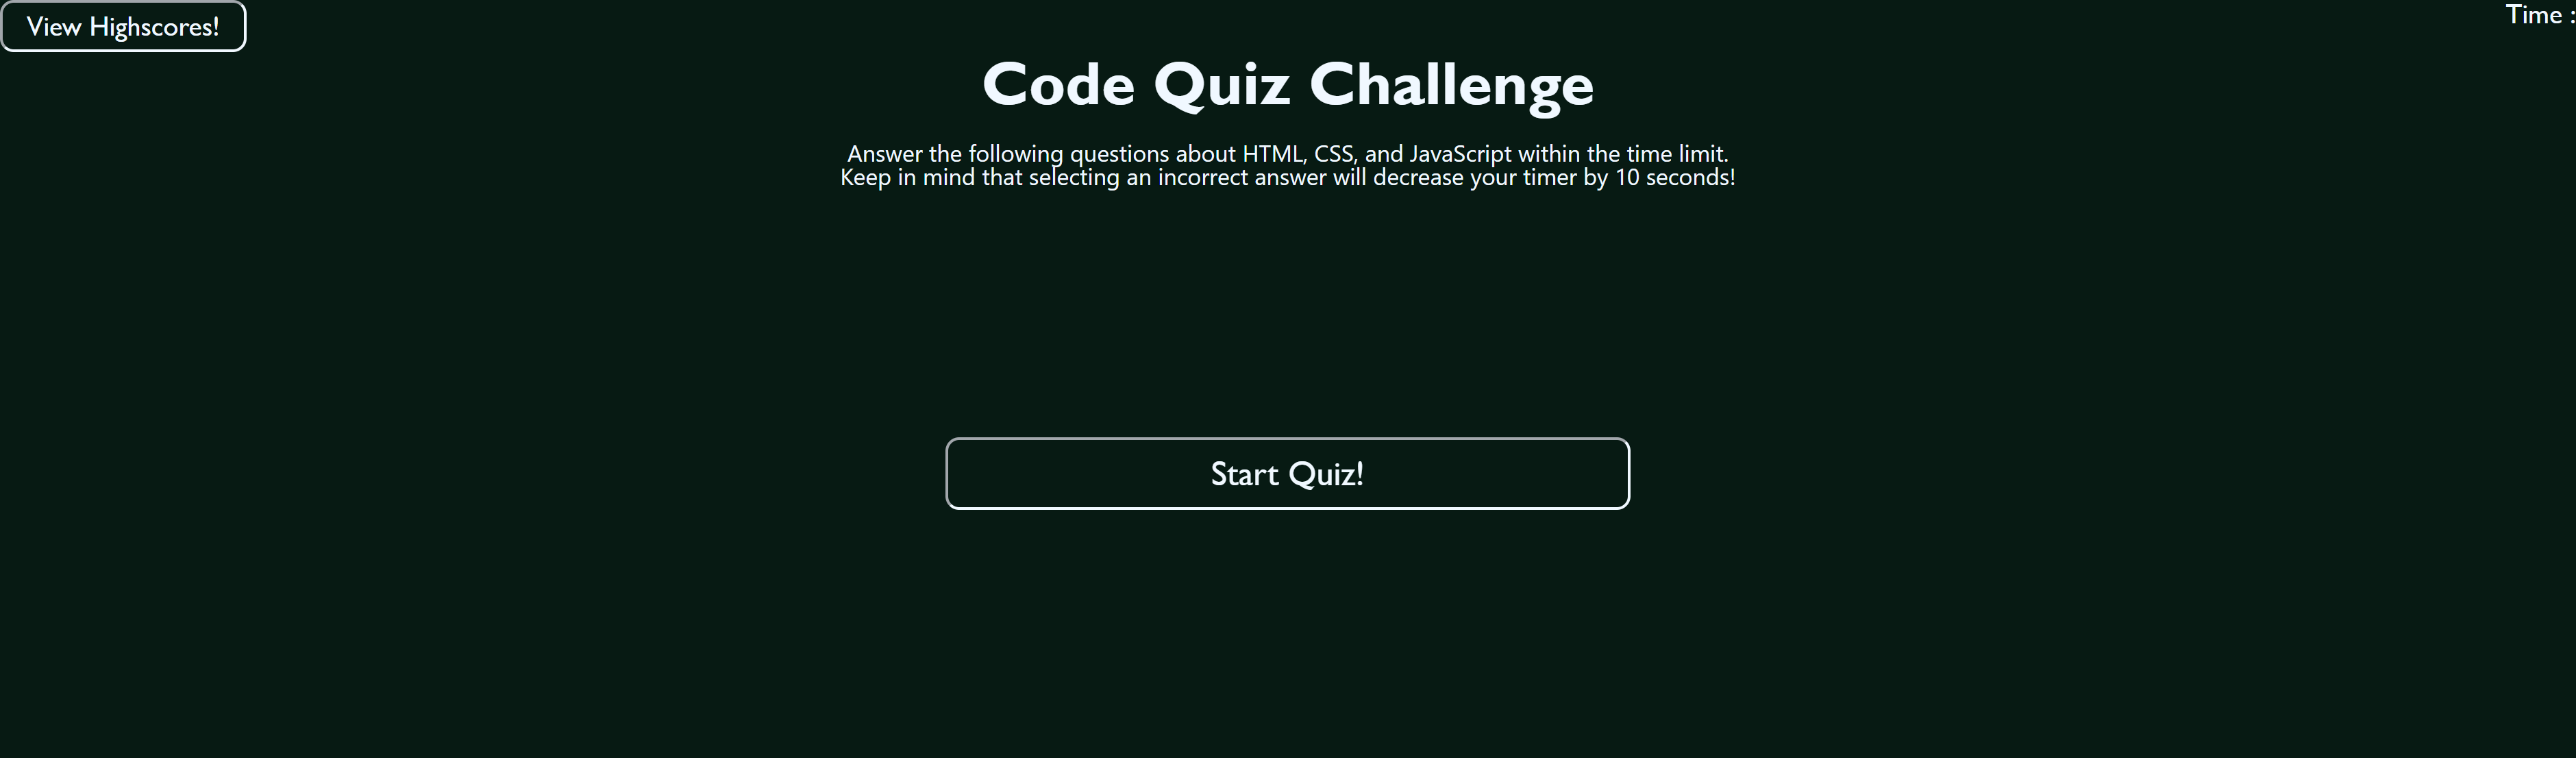 View Highscores!
Time :
Code Quiz Challenge
Answer the following questions about HTML, CSS, and JavaScript within the time limit.
Keep in mind that selecting an incorrect answer will decrease your timer by 10 seconds!
Start Quiz!